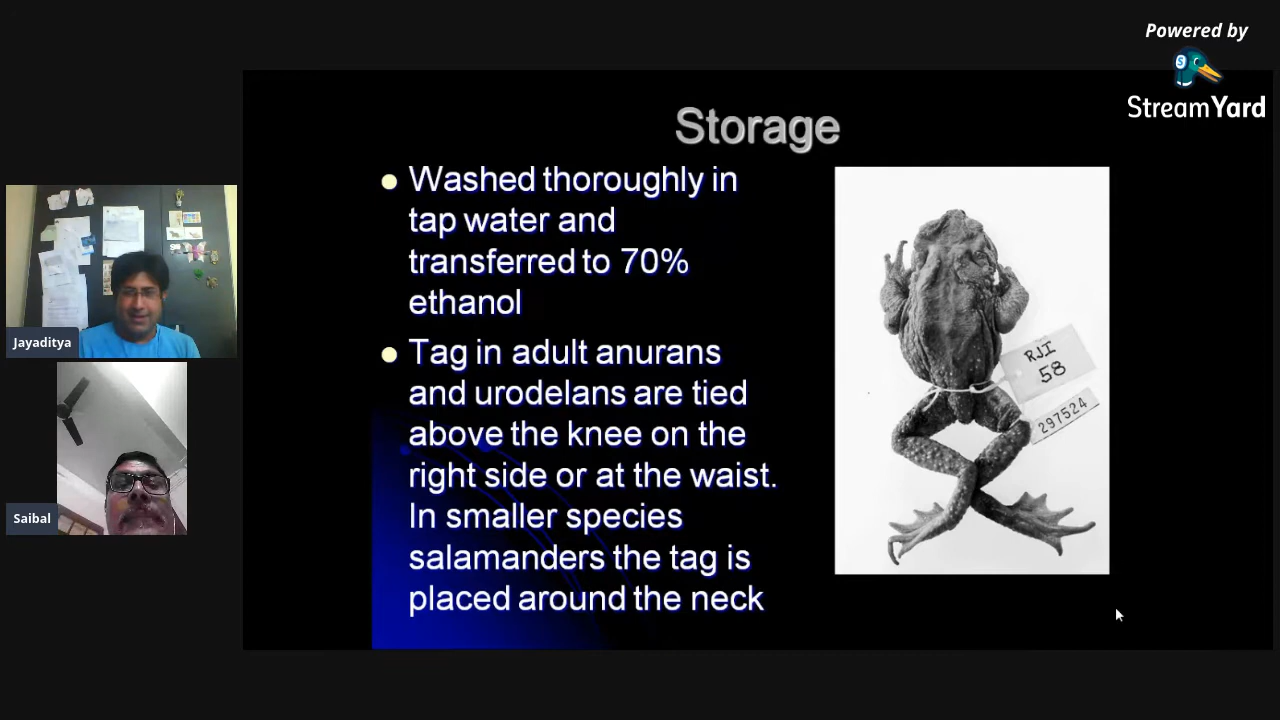 Powered by
StreamYard
Storage
Washed thoroughly in
tap water and
transferred to 70%
ethanol
Tag in adult anurans
and urodelans are tied
above the knee on the
right side or at the waist.
In smaller species
salamanders the tag is
placed around the neck
RJI
58
297524
Jayaditya
Saibal